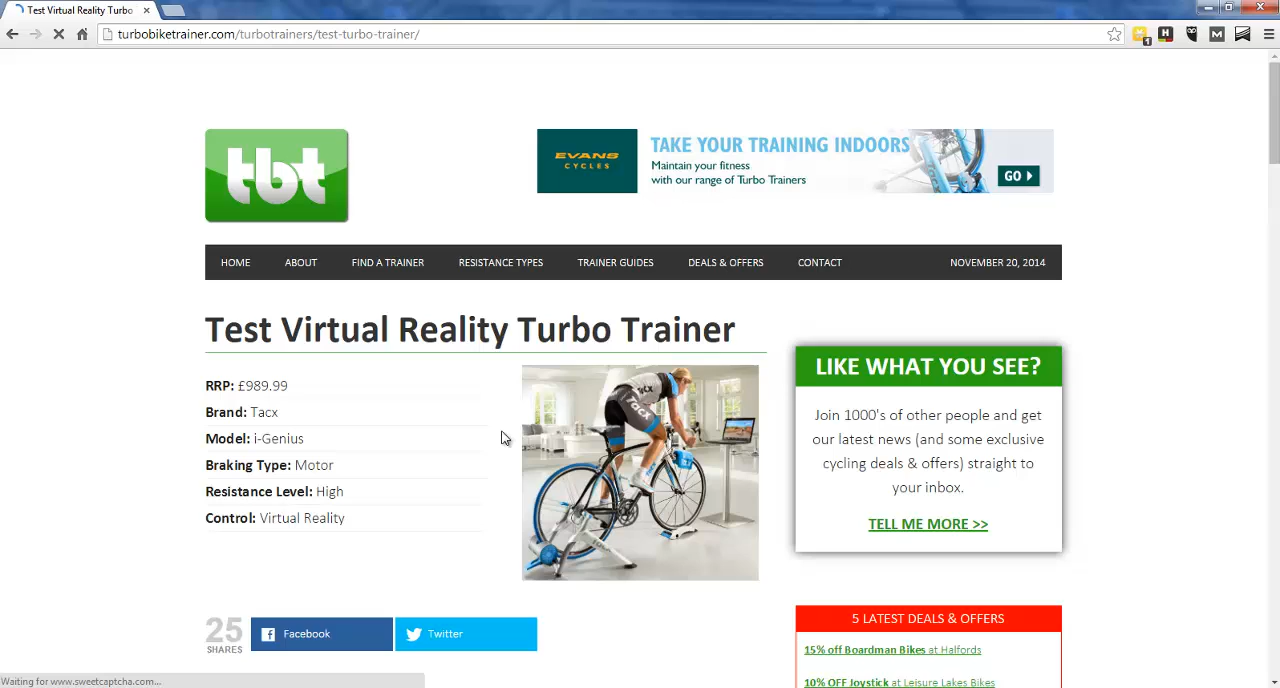 Test Virtual Reality Turbo
turbobiketrainer.com/turbotrainers/test-turbo-trainer/
tbt
EVANS
CYCLES
TAKE YOUR TRAINING INDOORS
Maintain your fitness
with our range of Turbo Trainers
GO
HOME ABOUT FIND A TRAINER RESISTANCE TYPES TRAINER GUIDES DEALS & OFFERS CONTACT NOVEMBER 20, 2014
Test Virtual Reality Turbo Trainer
RRP: £989.99
Brand: Tacx
Model: i-Genius
Braking Type: Motor
Resistance Level: High
Control: Virtual Reality
Tacx
LIKE WHAT YOU SEE?
Join 1000's of other people and get
our latest news (and some exclusive
cycling deals & offers) straight to
your inbox.
TELL ME MORE >>
25
SHARES
Facebook
Twitter
5 LATEST DEALS & OFFERS
15% off Boardman Bikes at Halfords
10% OFF Joystick at Leisure Lakes Bikes
Waiting for www.sweetcaptcha.com...